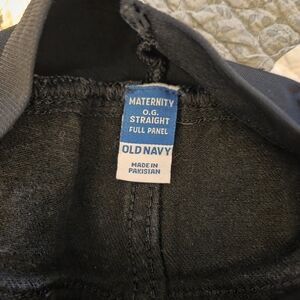 MATERNITY
O.G.
STRAIGHT
FULL PANEL
OLD NAVY
MADE IN
PAKISTAN